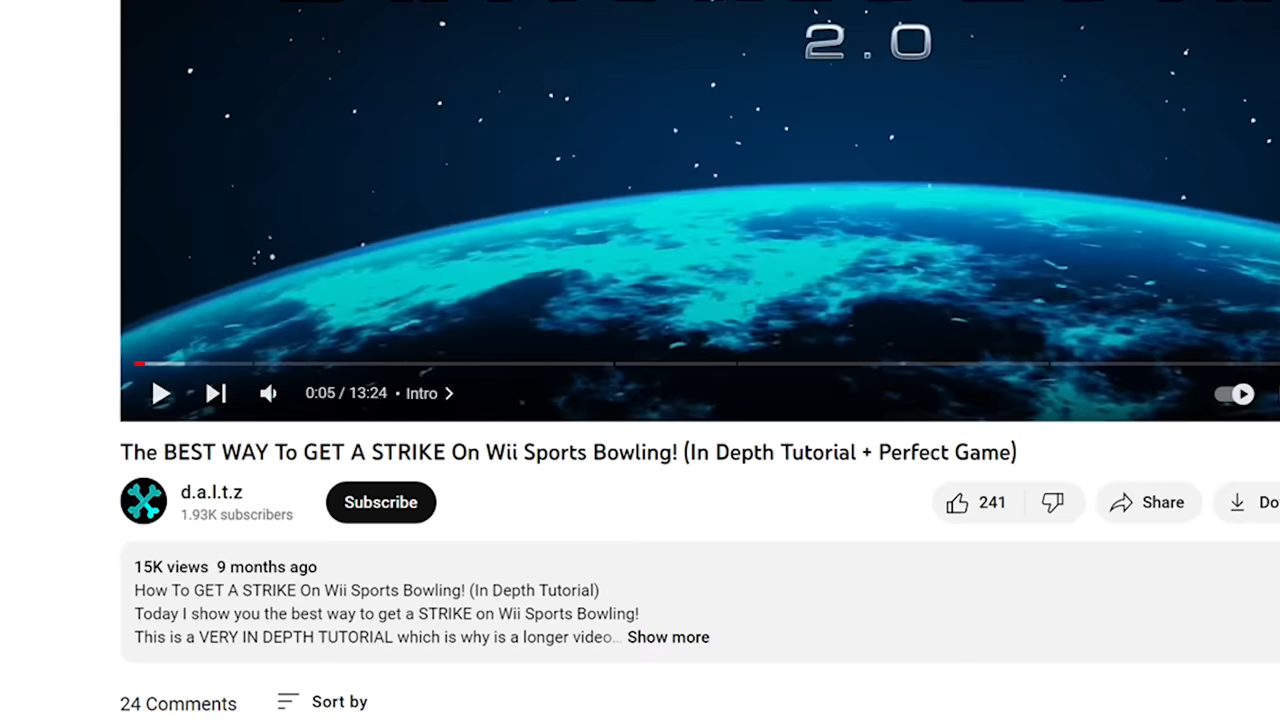 2.0
0:05 / 13:24 • Intro
The BEST WAY To GET A STRIKE On Wii Sports Bowling! (In Depth Tutorial + Perfect Game)
d.a.l.t.z
1.93K subscribers
Subscribe
241
Share
Do
15K views 9 months ago
How To GET A STRIKE On Wii Sports Bowling! (In Depth Tutorial)
Today I show you the best way to get a STRIKE on Wii Sports Bowling!
This is a VERY IN DEPTH TUTORIAL which is why is a longer video... Show more
24 Comments
Sort by